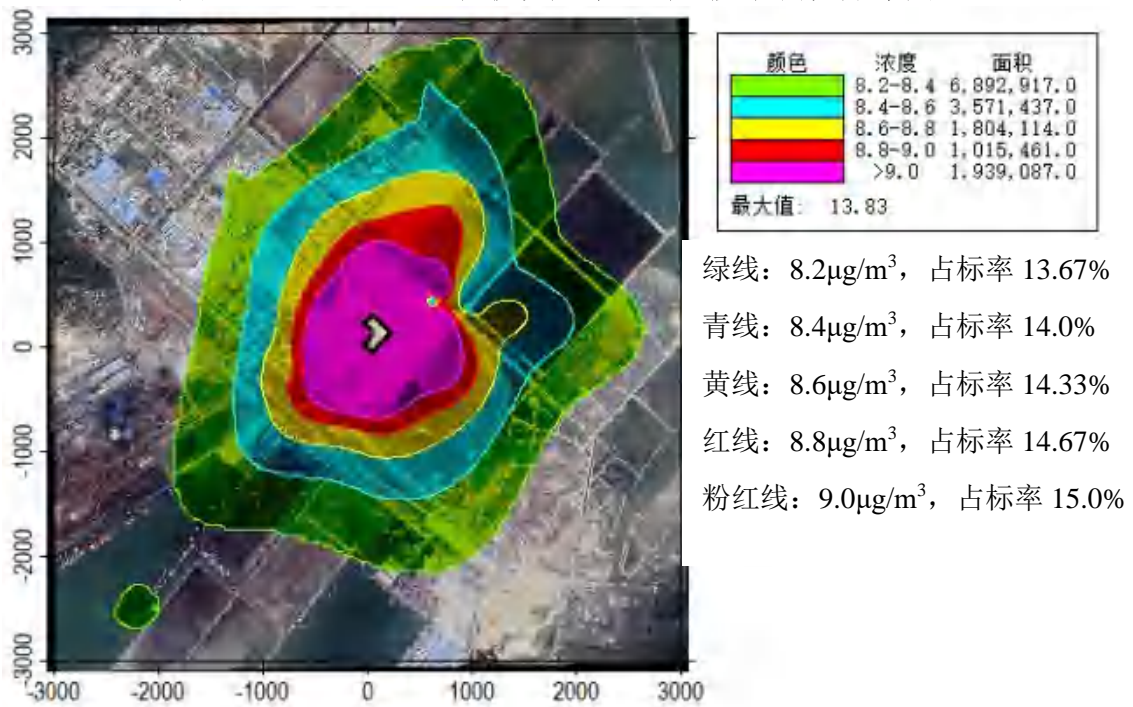 颜色 浓度 面积
8.2-8.4 6,892,917.0
8.4-8.6 3,571,437.0
8.6-8.8 1,804,114.0
8.8-9.0 1,015,461.0
>9.0 1,939,087.0
最大值: 13.83
绿线：8.2μg/m³，占标率 13.67%
青线：8.4μg/m³，占标率 14.0%
黄线：8.6μg/m³，占标率 14.33%
红线：8.8μg/m³，占标率 14.67%
粉红线：9.0μg/m³，占标率 15.0%
3000
2000
1000
0
-1000
-2000
-3000
-3000 -2000 -1000 0 1000 2000 3000